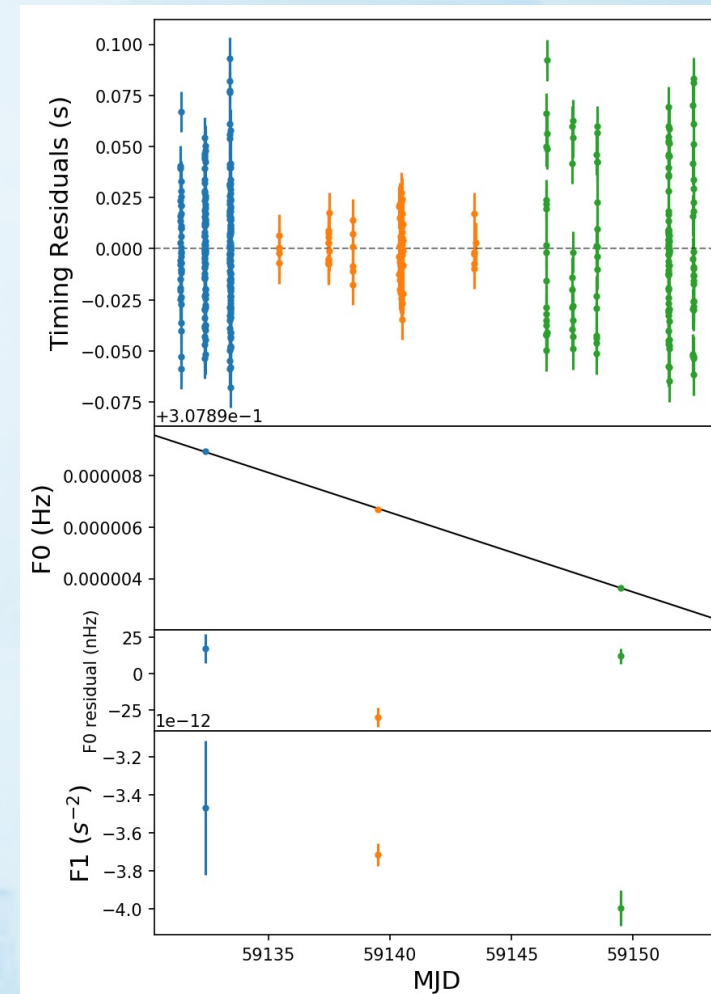 0.100
0.075
0.050
0.025
0.000
−0.025
−0.050
−0.075
Timing Residuals (s)
+3.0789e−1
0.000008
0.000006
0.000004
F0 (Hz)
25
0
−25
F0 residual (nHz)
1e−12
−3.2
−3.4
−3.6
−3.8
−4.0
F1 (s⁻²)
59135 59140 59145 59150
MJD